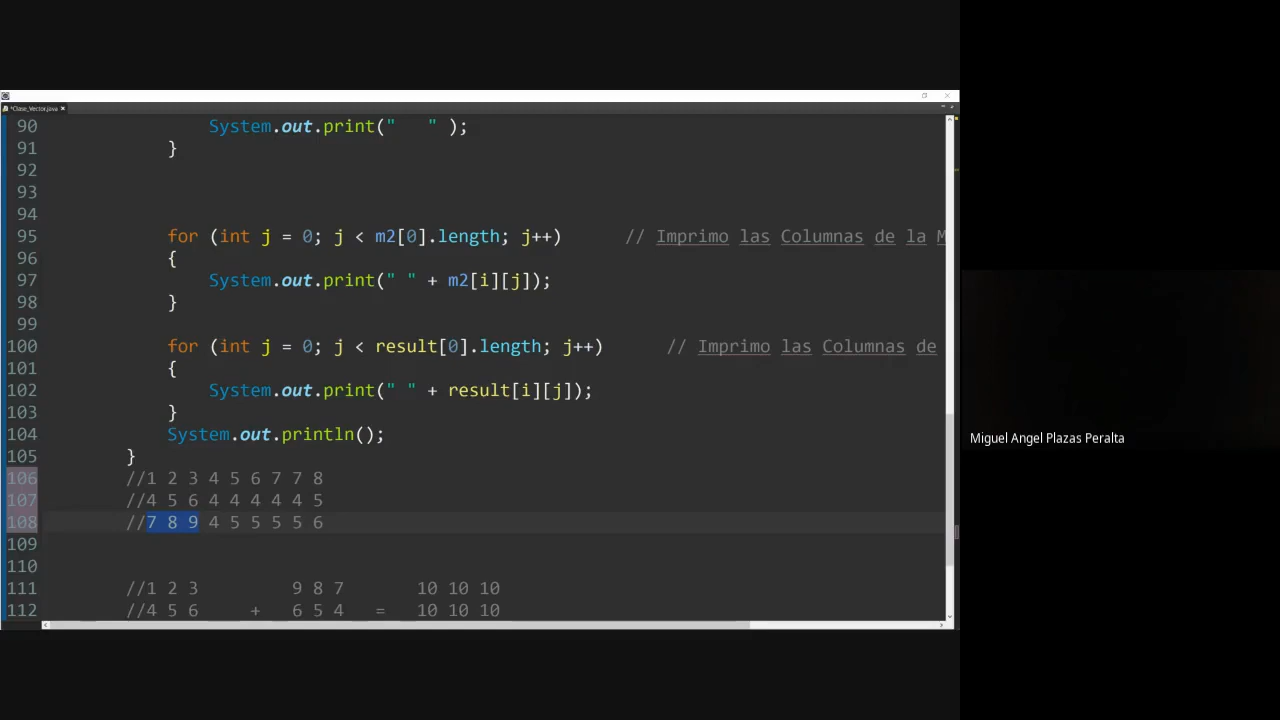 *Clase_Vector.java
90 System.out.print("   " );
91 }
92
93
94
95 for (int j = 0; j < m2[0].length; j++) // Imprimo las Columnas de la M
96 {
97 System.out.print(" " + m2[i][j]);
98 }
99
100 for (int j = 0; j < result[0].length; j++) // Imprimo las Columnas de
101 {
102 System.out.print(" " + result[i][j]);
103 }
104 System.out.println();
105 }
106 //1 2 3 4 5 6 7 7 8
107 //4 5 6 4 4 4 4 4 5
108 //7 8 9 4 5 5 5 5 6
109
110
111 //1 2 3 9 8 7 10 10 10
112 //4 5 6 + 6 5 4 = 10 10 10
Miguel Angel Plazas Peralta